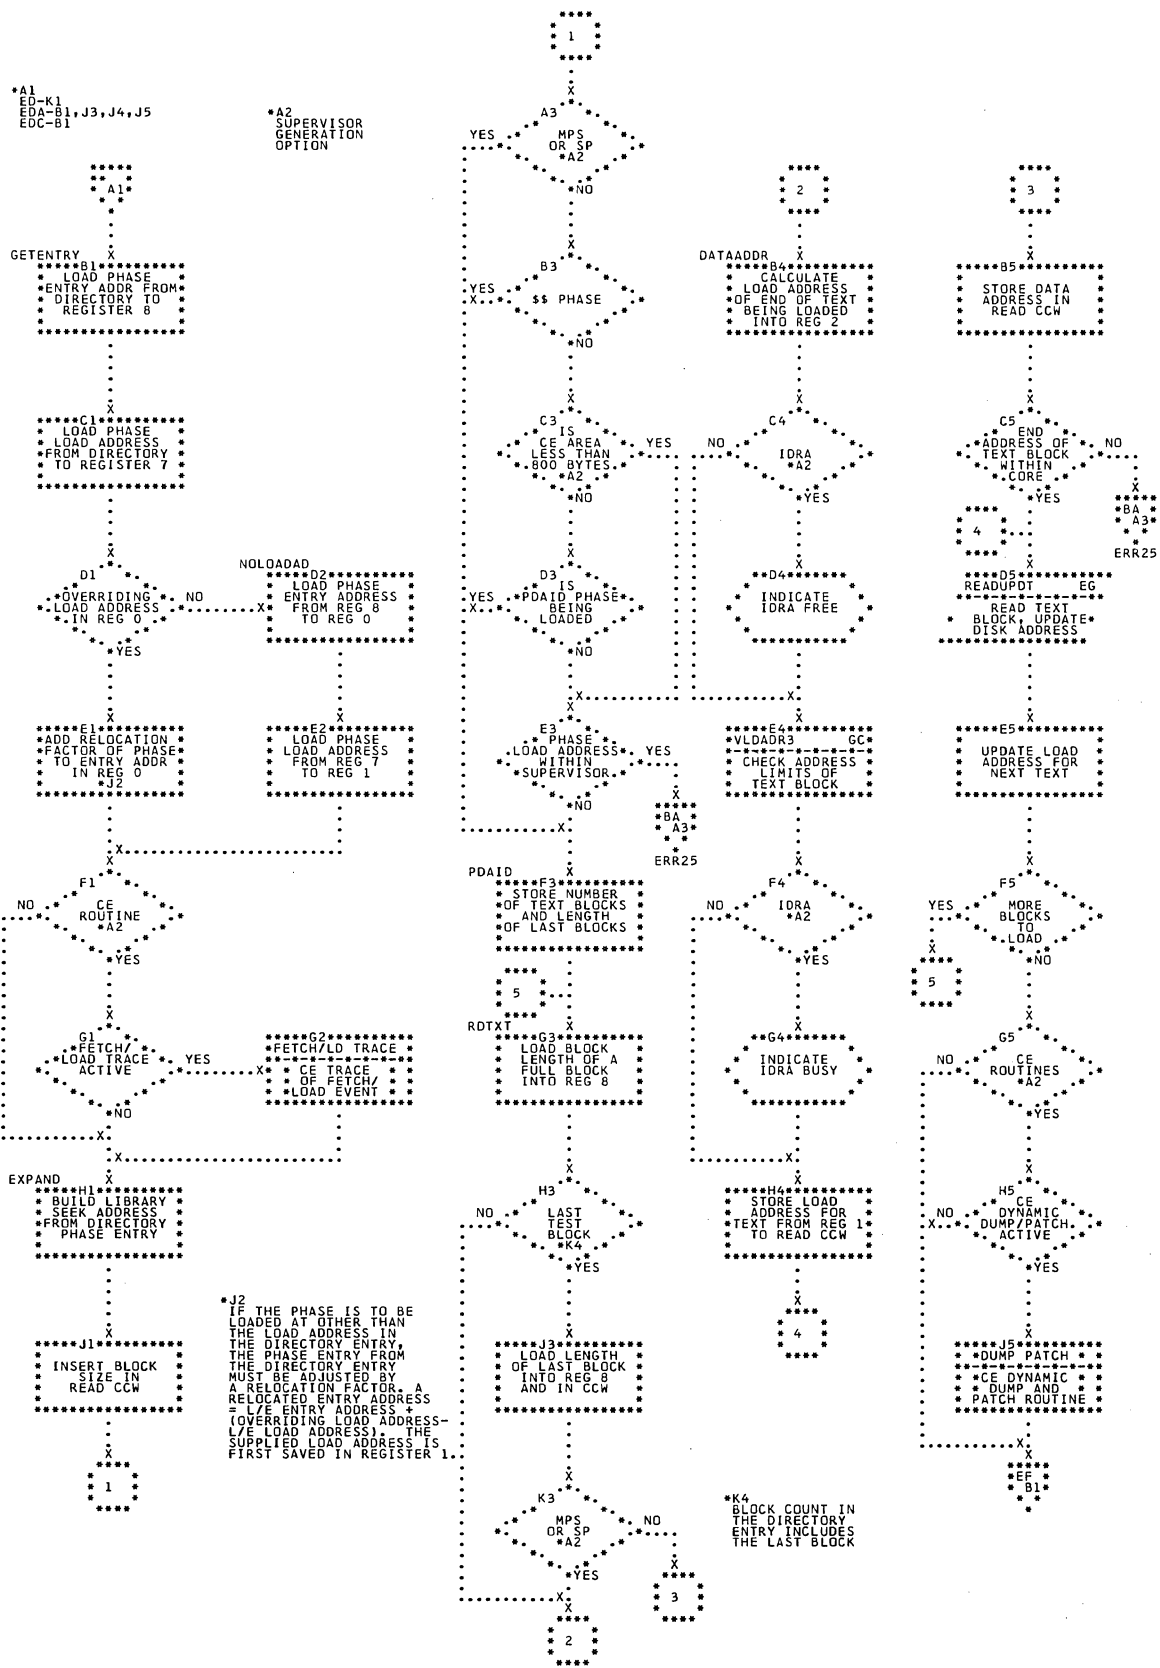 1
*A1
ED-K1
EDA-B1,J3,J4,J5
EDC-B1
*A2
SUPERVISOR
GENERATION
OPTION
A1
GETENTRY
B1
LOAD PHASE
ENTRY ADDR FROM
DIRECTORY TO
REGISTER 8
C1
LOAD PHASE
LOAD ADDRESS
FROM DIRECTORY
TO REGISTER 7
D1
OVERRIDING
LOAD ADDRESS
IN REG 0
NO
YES
NOLOADAD
D2
LOAD PHASE
ENTRY ADDRESS
FROM REG 8
TO REG 0
E1
ADD RELOCATION
FACTOR OF PHASE
TO ENTRY ADDR
IN REG 0
*J2
E2
LOAD PHASE
LOAD ADDRESS
FROM REG 7
TO REG 1
F1
CE
ROUTINE
*A2
NO
YES
G1
FETCH/
LOAD TRACE
ACTIVE
YES
NO
G2
FETCH/LD TRACE
CE TRACE
OF FETCH/
LOAD EVENT
EXPAND
H1
BUILD LIBRARY
SEEK ADDRESS
FROM DIRECTORY
PHASE ENTRY
J1
INSERT BLOCK
SIZE IN
READ CCW
1
*J2
IF THE PHASE IS TO BE
LOADED AT OTHER THAN
THE LOAD ADDRESS IN
THE DIRECTORY ENTRY,
THE PHASE ENTRY FROM
THE DIRECTORY ENTRY
MUST BE ADJUSTED BY
A RELOCATION FACTOR. A
RELOCATED ENTRY ADDRESS
= L/E ENTRY ADDRESS +
(OVERRIDING LOAD ADDRESS-
L/E LOAD ADDRESS). THE
SUPPLIED LOAD ADDRESS IS
FIRST SAVED IN REGISTER 1.
A3
MPS
OR SP
*A2
YES
NO
B3
$$ PHASE
YES
NO
C3
IS
CE AREA
LESS THAN
800 BYTES
*A2
YES
NO
D3
IS
PDAID PHASE
BEING
LOADED
YES
NO
E3
PHASE
LOAD ADDRESS
WITHIN
SUPERVISOR
YES
NO
BA
A3
ERR25
PDAID
F3
STORE NUMBER
OF TEXT BLOCKS
AND LENGTH
OF LAST BLOCKS
5
RDTXT
G3
LOAD BLOCK
LENGTH OF A
FULL BLOCK
INTO REG 8
H3
LAST
TEST
BLOCK
*K4
NO
YES
J3
LOAD LENGTH
OF LAST BLOCK
INTO REG 8
AND IN CCW
K3
MPS
OR SP
*A2
NO
YES
3
2
2
DATAADDR
B4
CALCULATE
LOAD ADDRESS
OF END OF TEXT
BEING LOADED
INTO REG 2
C4
IDRA
*A2
NO
YES
D4
INDICATE
IDRA FREE
E4
VLDADR3 GC
CHECK ADDRESS
LIMITS OF
TEXT BLOCK
F4
IDRA
*A2
NO
YES
G4
INDICATE
IDRA BUSY
H4
STORE LOAD
ADDRESS FOR
TEXT FROM REG 1
TO READ CCW
4
*K4
BLOCK COUNT IN
THE DIRECTORY
ENTRY INCLUDES
THE LAST BLOCK
3
B5
STORE DATA
ADDRESS IN
READ CCW
C5
END
ADDRESS OF
TEXT BLOCK
WITHIN
CORE
NO
YES
BA
A3
ERR25
4
D5
READUPDT EG
READ TEXT
BLOCK, UPDATE
DISK ADDRESS
E5
UPDATE LOAD
ADDRESS FOR
NEXT TEXT
F5
MORE
BLOCKS
TO
LOAD
YES
NO
5
G5
CE
ROUTINES
*A2
NO
YES
H5
CE
DYNAMIC
DUMP/PATCH
ACTIVE
NO
YES
J5
DUMP PATCH
CE DYNAMIC
DUMP AND
PATCH ROUTINE
EF
B1